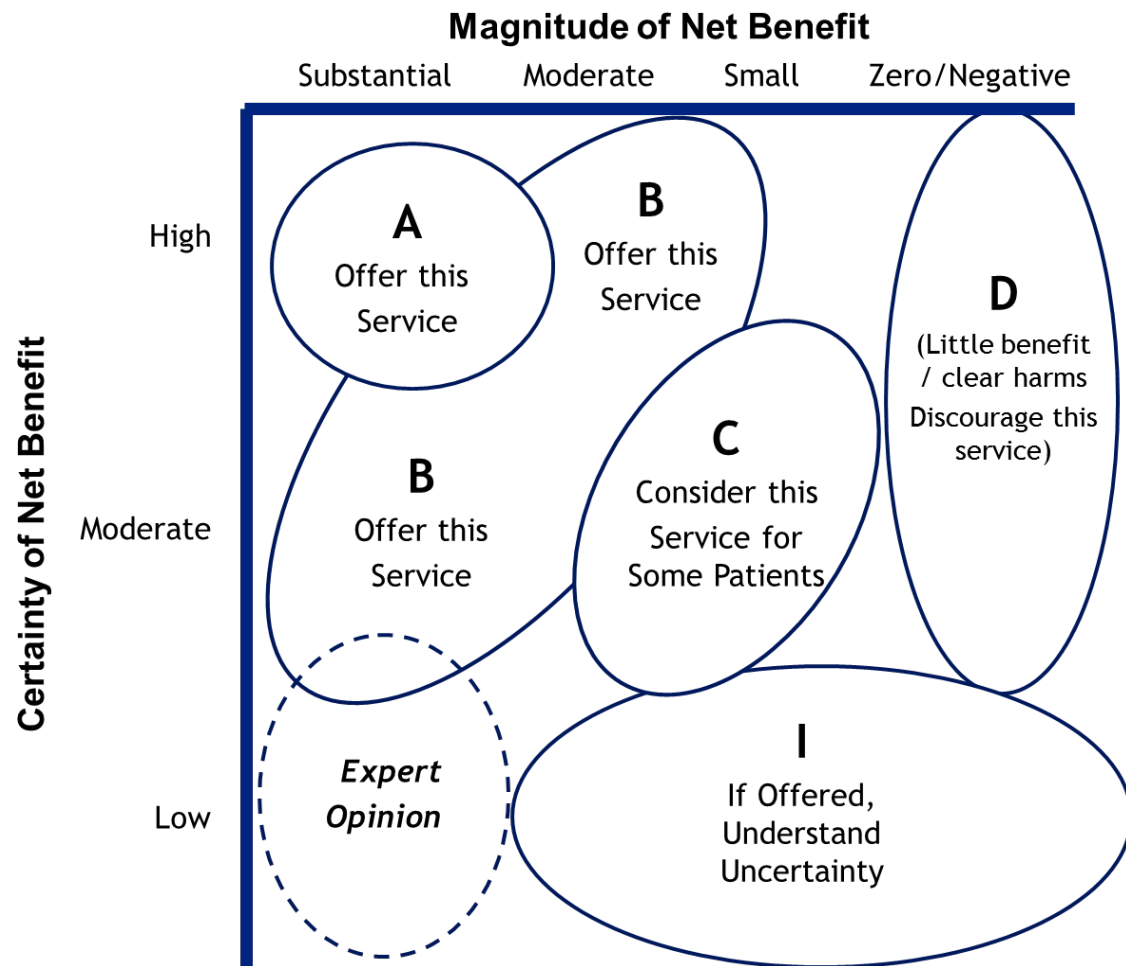 Magnitude of Net Benefit
Substantial Moderate Small Zero/Negative
Certainty of Net Benefit
High
Moderate
Low
A
Offer this
Service
B
Offer this
Service
D
(Little benefit
/ clear harms
Discourage this
service)
B
Offer this
Service
C
Consider this
Service for
Some Patients
Expert
Opinion
I
If Offered,
Understand
Uncertainty